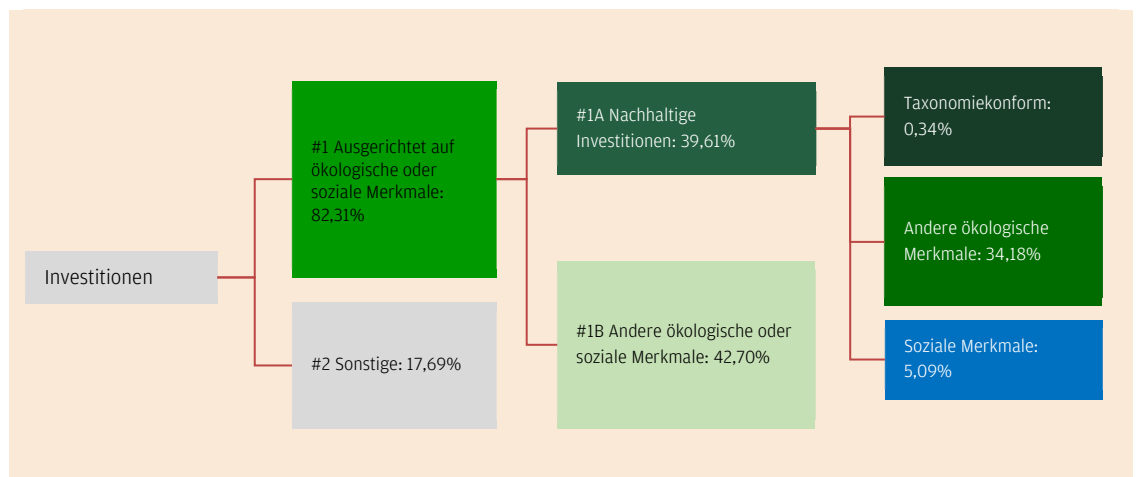 Investitionen
#1 Ausgerichtet auf
ökologische oder
soziale Merkmale:
82,31%
#2 Sonstige: 17,69%
#1A Nachhaltige
Investitionen: 39,61%
#1B Andere ökologische oder
soziale Merkmale: 42,70%
Taxonomiekonform:
0,34%
Andere ökologische
Merkmale: 34,18%
Soziale Merkmale:
5,09%